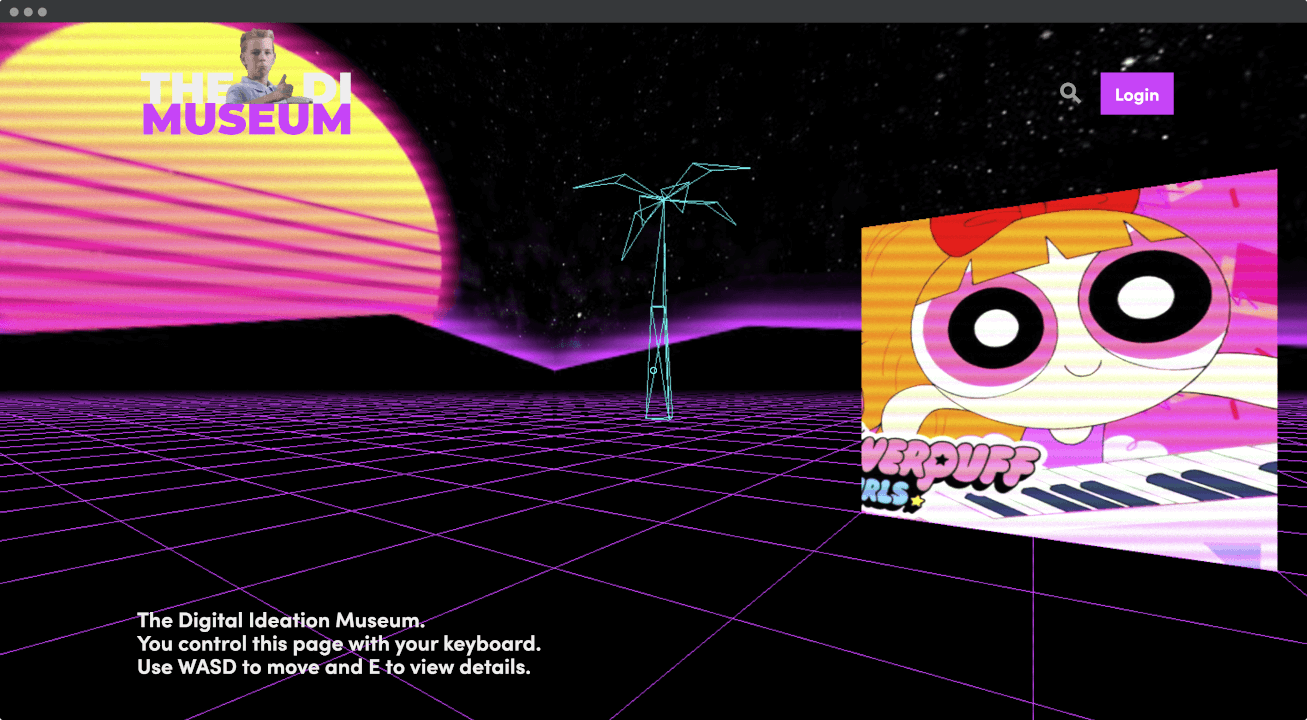 THE DI
MUSEUM
Login
VERPUFF
RLS
The Digital Ideation Museum.
You control this page with your keyboard.
Use WASD to move and E to view details.